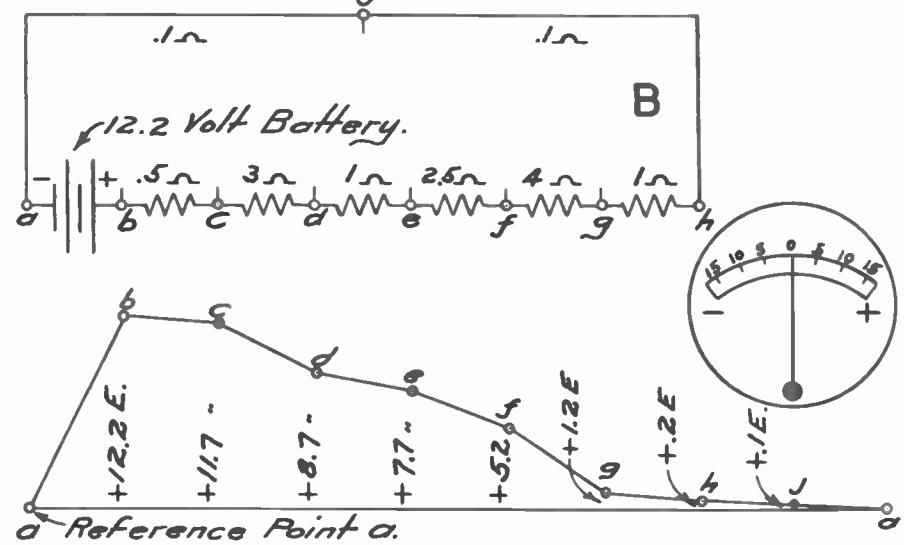 .1Ω .1Ω
B
12.2 Volt Battery.
- + .5Ω 3Ω 1Ω 2.5Ω 4Ω 1Ω
a b c d e f g h
15 10 5 0 5 10 15
- +
b c d e f g h j a
+12.2 E. +11.7 " +8.7 " +7.7 " +5.2 +1.2 E +.2 E +.1 E.
a Reference Point a.